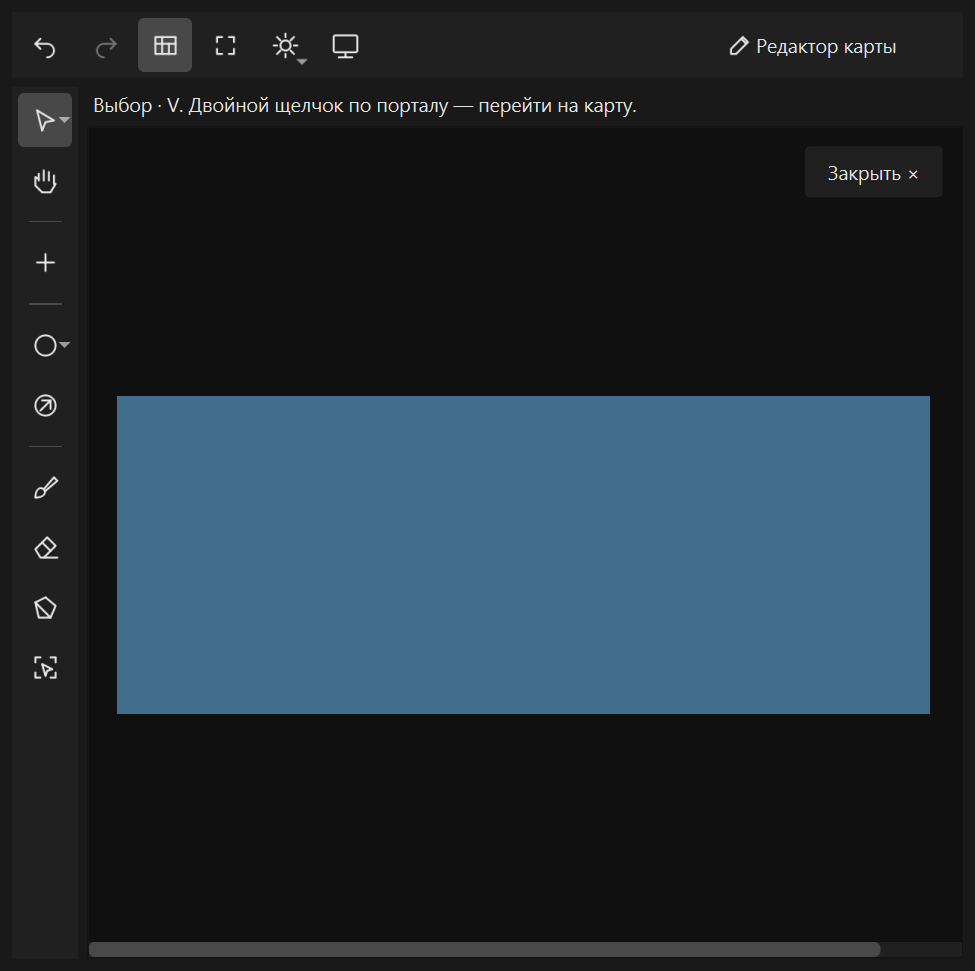 Редактор карты
Выбор · V. Двойной щелчок по порталу — перейти на карту.
Закрыть ×